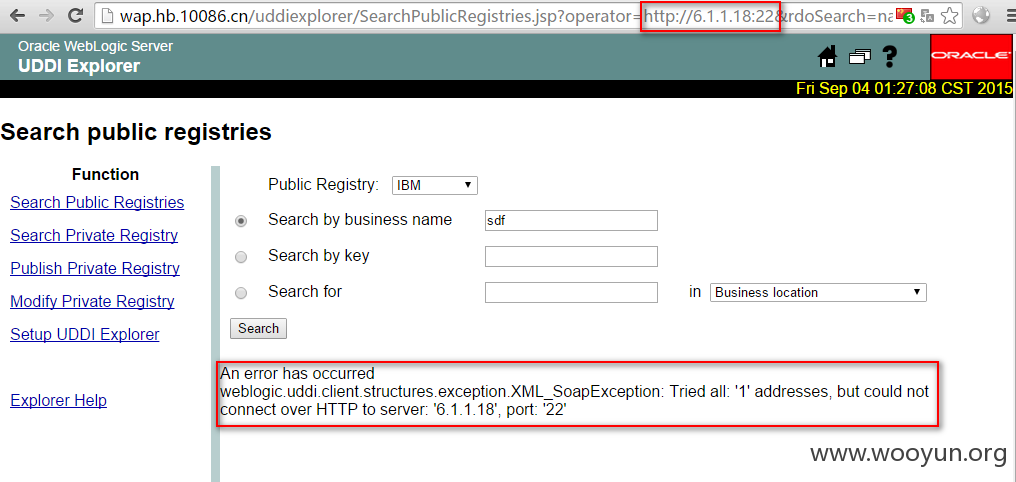 wap.hb.10086.cn/uddiexplorer/SearchPublicRegistries.jsp?operator=http://6.1.1.18:22&rdoSearch=na
3
Oracle WebLogic Server
UDDI Explorer
ORACLE
Fri Sep 04 01:27:08 CST 2015
Search public registries
Function
Search Public Registries
Search Private Registry
Publish Private Registry
Modify Private Registry
Setup UDDI Explorer
Explorer Help
Public Registry: IBM
Search by business name sdf
Search by key
Search for in Business location
Search
An error has occurred
weblogic.uddi.client.structures.exception.XML_SoapException: Tried all: '1' addresses, but could not
connect over HTTP to server: '6.1.1.18', port: '22'
www.wooyun.org